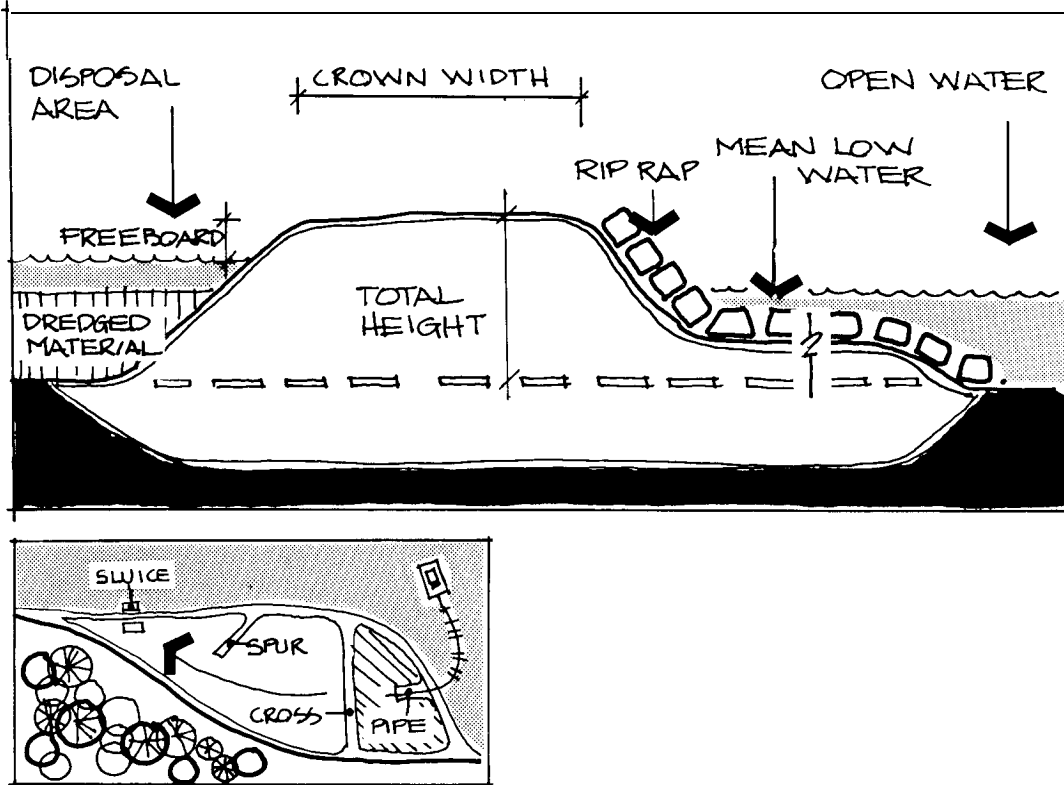 DISPOSAL
AREA
CROWN WIDTH
OPEN WATER
RIP RAP
MEAN LOW
WATER
FREEBOARD
TOTAL
HEIGHT
DREDGED
MATERIAL
SLUICE
SPUR
CROSS
PIPE